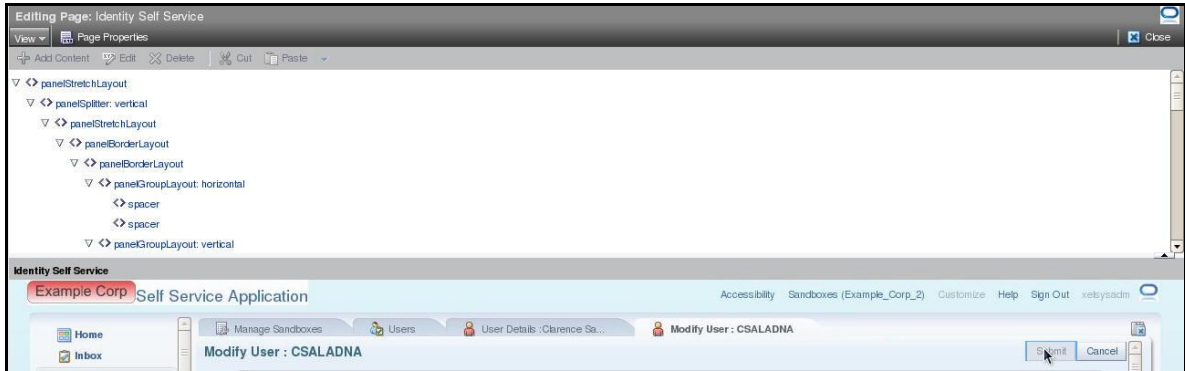 Editing Page: Identity Self Service
View Page Properties Close
Add Content Edit Delete Cut Paste
<> panelStretchLayout
<> panelSplitter: vertical
<> panelStretchLayout
<> panelBorderLayout
<> panelBorderLayout
<> panelGroupLayout: horizontal
<> spacer
<> spacer
<> panelGroupLayout: vertical
Identity Self Service
Example Corp Self Service Application Accessibility Sandboxes (Example_Corp_2) Customize Help Sign Out xelsysadm
Home Manage Sandboxes Users User Details :Clarence Sa... Modify User : CSALADNA
Inbox Modify User : CSALADNA Submit Cancel